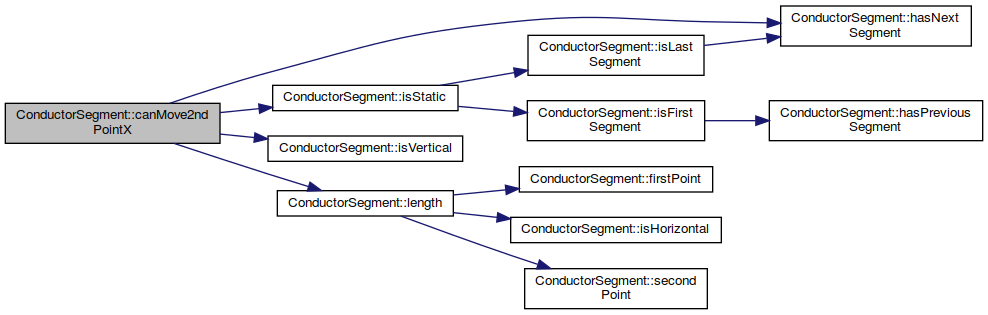 ConductorSegment::canMove2nd
PointX
ConductorSegment::hasNext
Segment
ConductorSegment::isStatic
ConductorSegment::isLast
Segment
ConductorSegment::isFirst
Segment
ConductorSegment::hasPrevious
Segment
ConductorSegment::isVertical
ConductorSegment::length
ConductorSegment::firstPoint
ConductorSegment::isHorizontal
ConductorSegment::second
Point